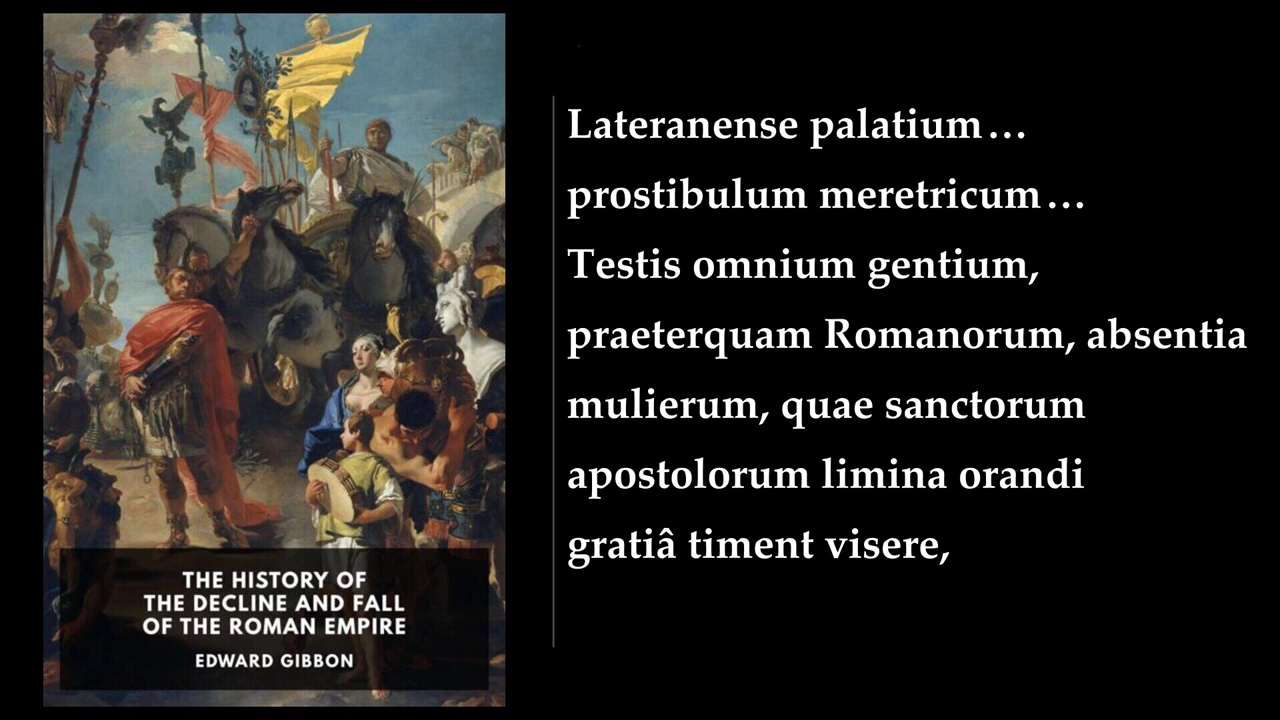 THE HISTORY OF
THE DECLINE AND FALL
OF THE ROMAN EMPIRE
EDWARD GIBBON
Lateranense palatium…
prostibulum meretricum…
Testis omnium gentium,
praeterquam Romanorum, absentia
mulierum, quae sanctorum
apostolorum limina orandi
gratiâ timent visere,